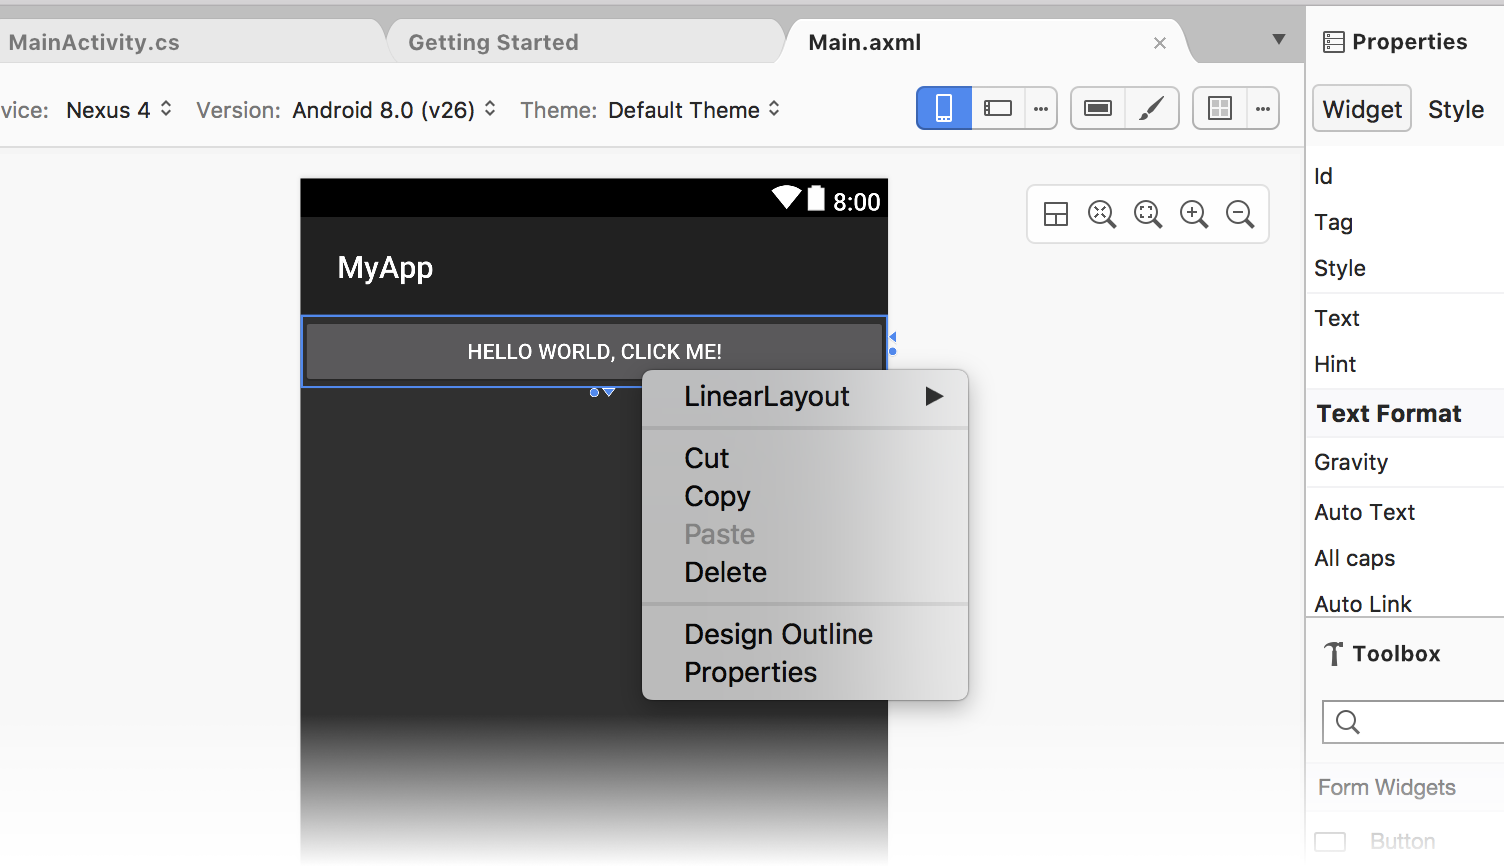 MainActivity.cs
Getting Started
Main.axml
vice: Nexus 4 Version: Android 8.0 (v26) Theme: Default Theme
8:00
MyApp
HELLO WORLD, CLICK ME!
LinearLayout
Cut
Copy
Paste
Delete
Design Outline
Properties
Properties
Widget Style
Id
Tag
Style
Text
Hint
Text Format
Gravity
Auto Text
All caps
Auto Link
Toolbox
Form Widgets
Button